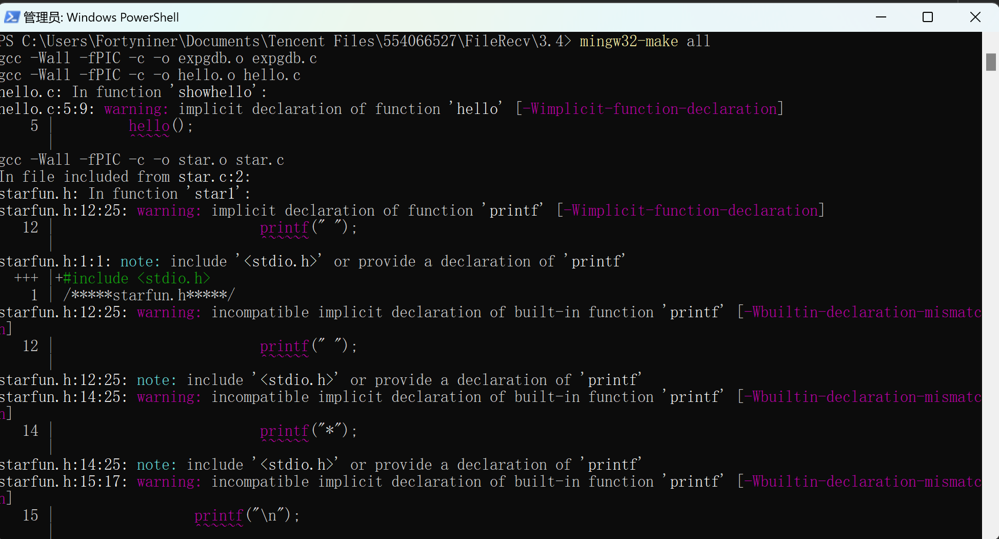 管理员: Windows PowerShell
PS C:\Users\Fortyniner\Documents\Tencent Files\554066527\FileRecv\3.4> mingw32-make all
gcc -Wall -fPIC -c -o expgdb.o expgdb.c
gcc -Wall -fPIC -c -o hello.o hello.c
hello.c: In function 'showhello':
hello.c:5:9: warning: implicit declaration of function 'hello' [-Wimplicit-function-declaration]
5 |         hello();
  |         ^~~~~
gcc -Wall -fPIC -c -o star.o star.c
In file included from star.c:2:
starfun.h: In function 'star1':
starfun.h:12:25: warning: implicit declaration of function 'printf' [-Wimplicit-function-declaration]
12 |                         printf(" ");
   |                         ^~~~~~
starfun.h:1:1: note: include '<stdio.h>' or provide a declaration of 'printf'
+++ |+#include <stdio.h>
1 | /*****starfun.h*****/
starfun.h:12:25: warning: incompatible implicit declaration of built-in function 'printf' [-Wbuiltin-declaration-mismatc
h]
12 |                         printf(" ");
   |                         ^~~~~~
starfun.h:12:25: note: include '<stdio.h>' or provide a declaration of 'printf'
starfun.h:14:25: warning: incompatible implicit declaration of built-in function 'printf' [-Wbuiltin-declaration-mismatc
h]
14 |                         printf("*");
   |                         ^~~~~~
starfun.h:14:25: note: include '<stdio.h>' or provide a declaration of 'printf'
starfun.h:15:17: warning: incompatible implicit declaration of built-in function 'printf' [-Wbuiltin-declaration-mismatc
h]
15 |                 printf("\n");
   |                 ^~~~~~